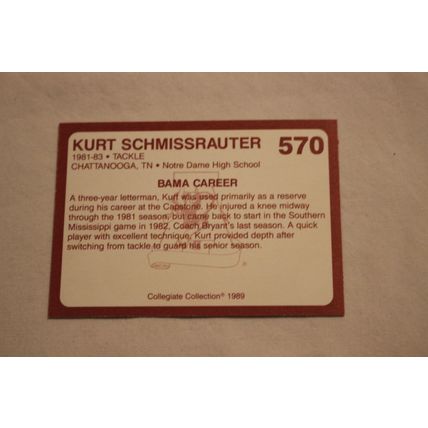 KURT SCHMISSRAUTER 570
1981-83 • TACKLE
CHATTANOOGA, TN • Notre Dame High School
BAMA CAREER
A three-year letterman, Kurt was used primarily as a reserve
during his career at the Capstone. He injured a knee midway
through the 1981 season, but came back to start in the Southern
Mississippi game in 1982, Coach Bryant's last season. A quick
player with excellent technique, Kurt provided depth after
switching from tackle to guard his senior season.
Collegiate Collection® 1989